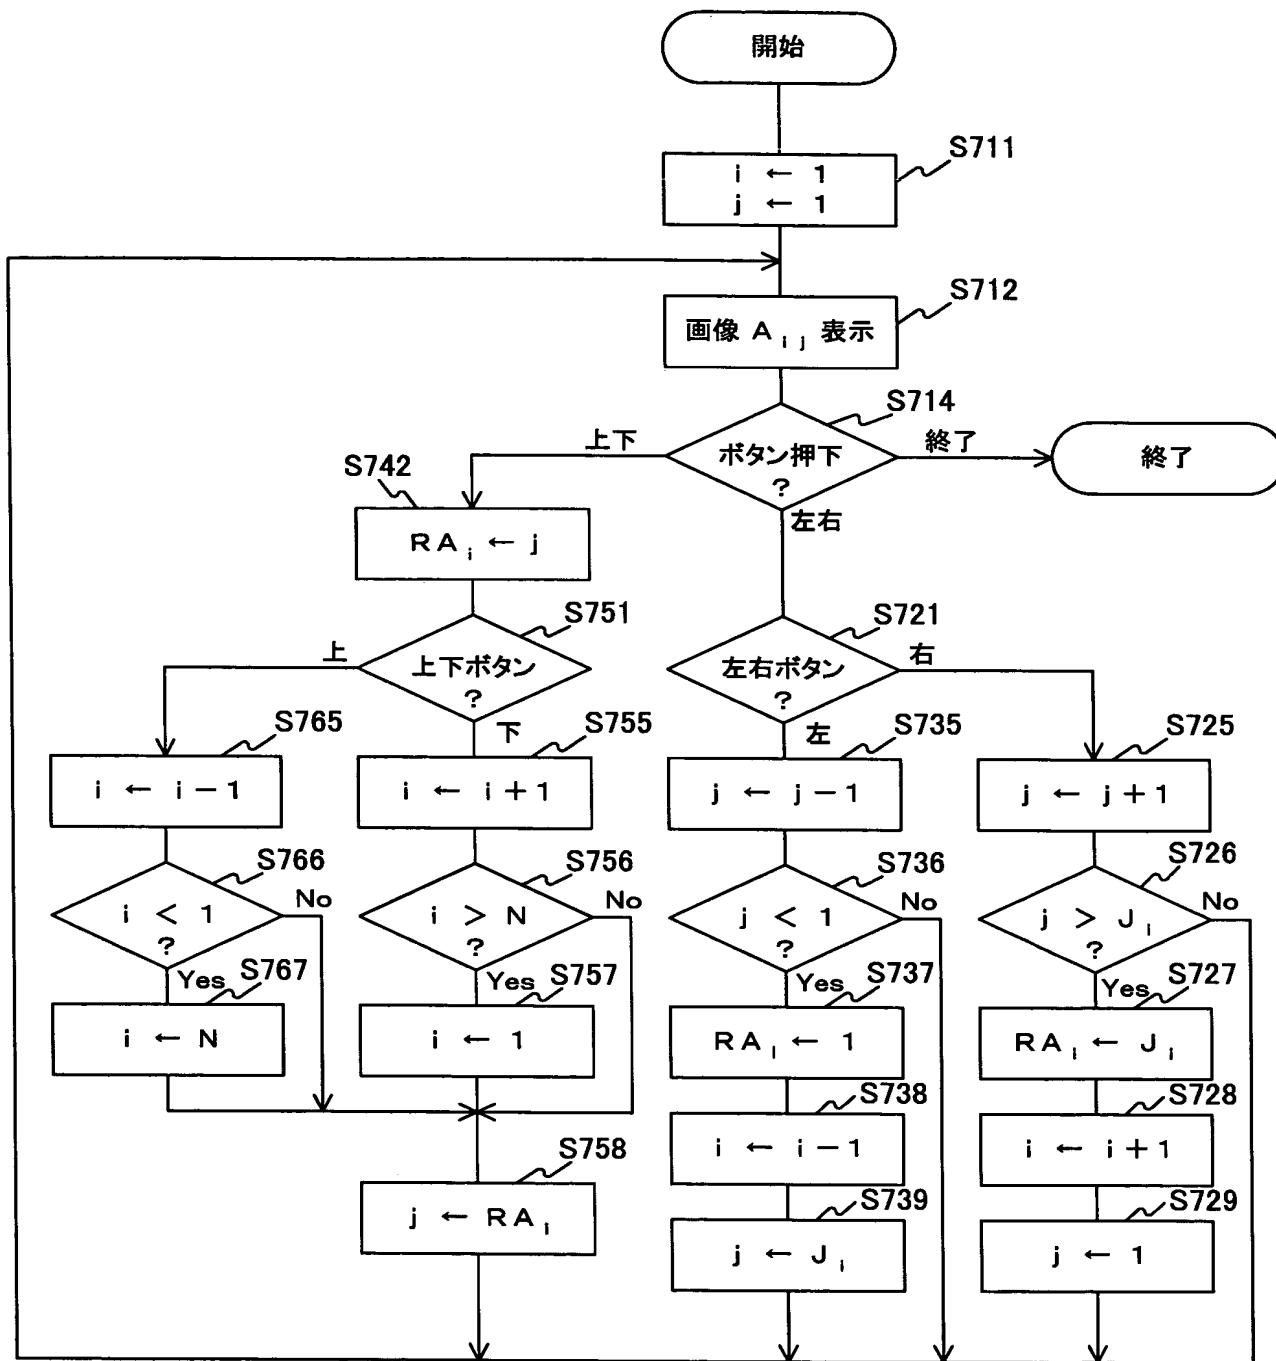 開始
S711
i ← 1
j ← 1
S712
画像 A i j 表示
S714
ボタン押下
?
上下
終了
終了
左右
S742
RA i ← j
S751
上下ボタン
?
上
下
S721
左右ボタン
?
右
左
S765
i ← i-1
S755
i ← i+1
S735
j ← j-1
S725
j ← j+1
S766
i < 1
?
No
Yes
S756
i > N
?
No
Yes
S736
j < 1
?
No
Yes
S726
j > J i
?
No
Yes
S767
i ← N
S757
i ← 1
S737
RA i ← 1
S727
RA i ← J i
S738
i ← i-1
S728
i ← i+1
S758
j ← RA i
S739
j ← J i
S729
j ← 1